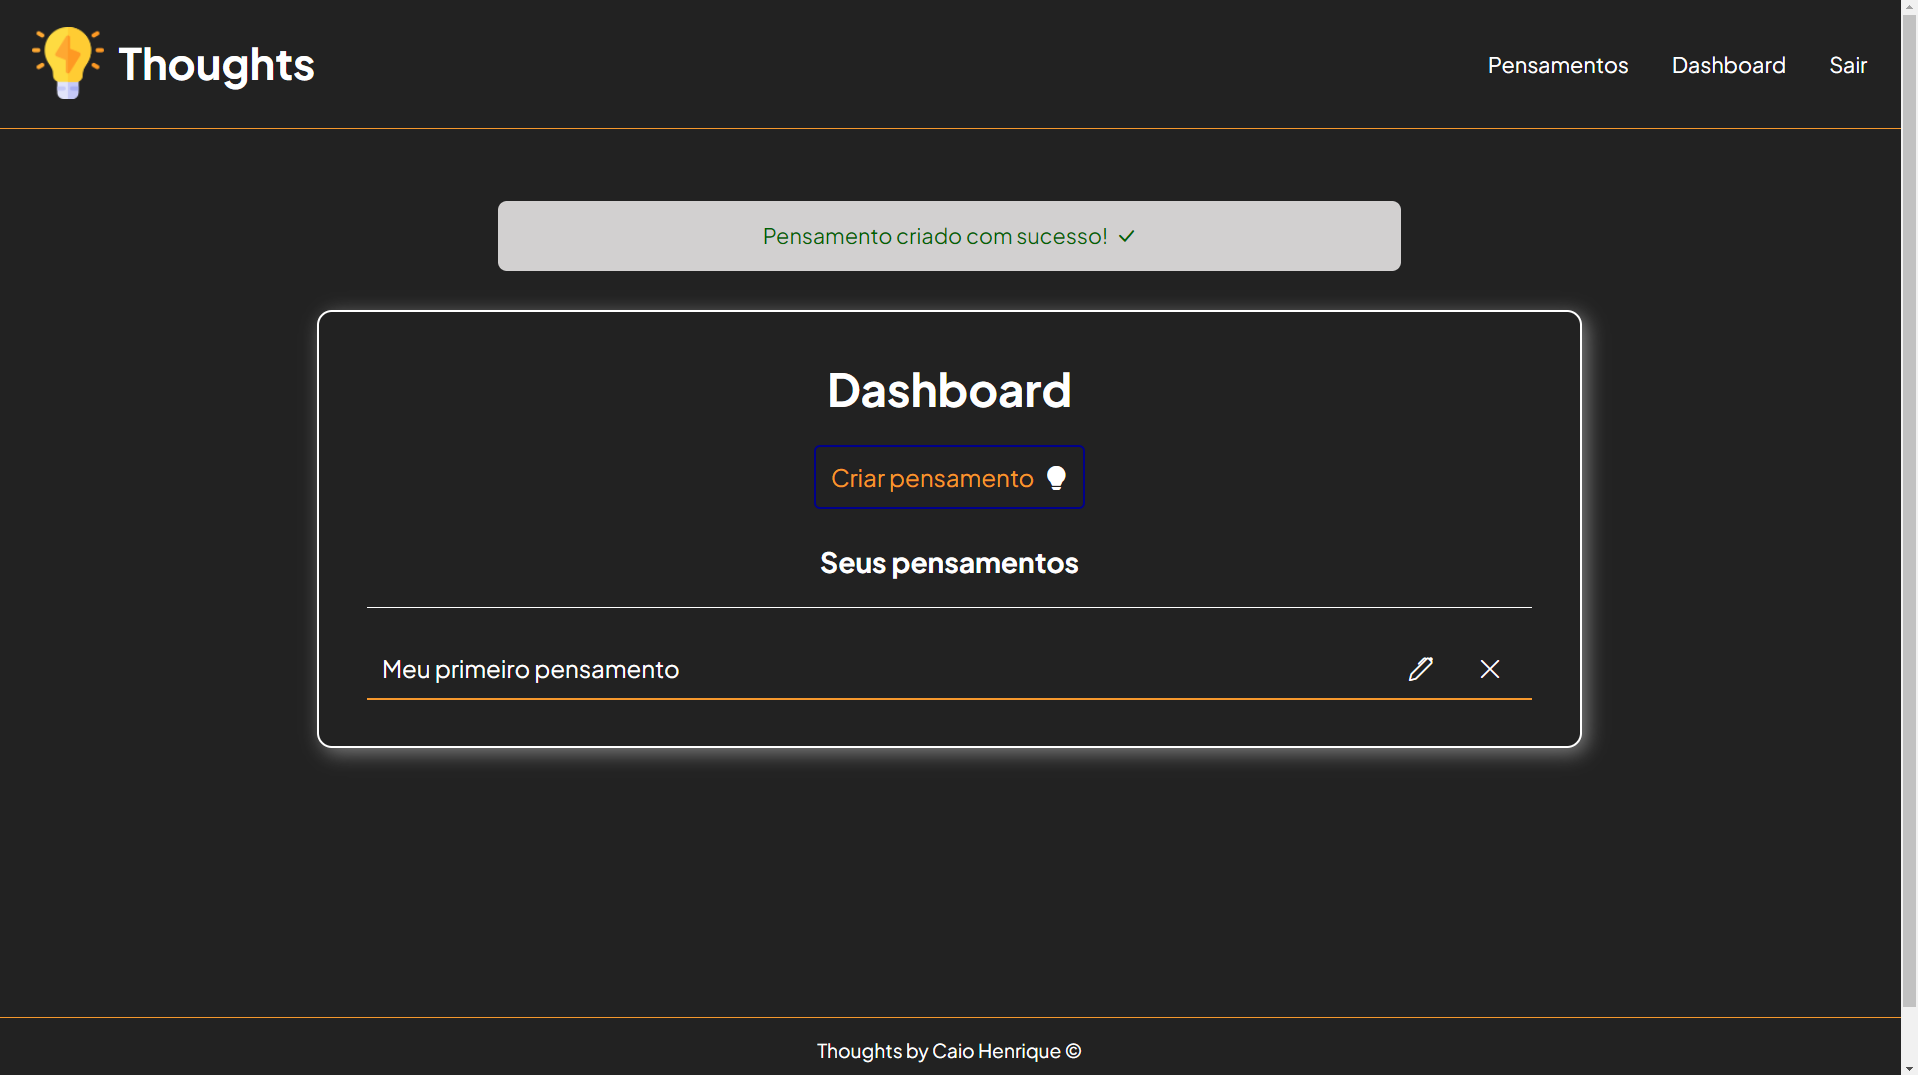 Thoughts
Pensamentos
Dashboard
Sair
Pensamento criado com sucesso!
Dashboard
Criar pensamento
Seus pensamentos
Meu primeiro pensamento
Thoughts by Caio Henrique ©